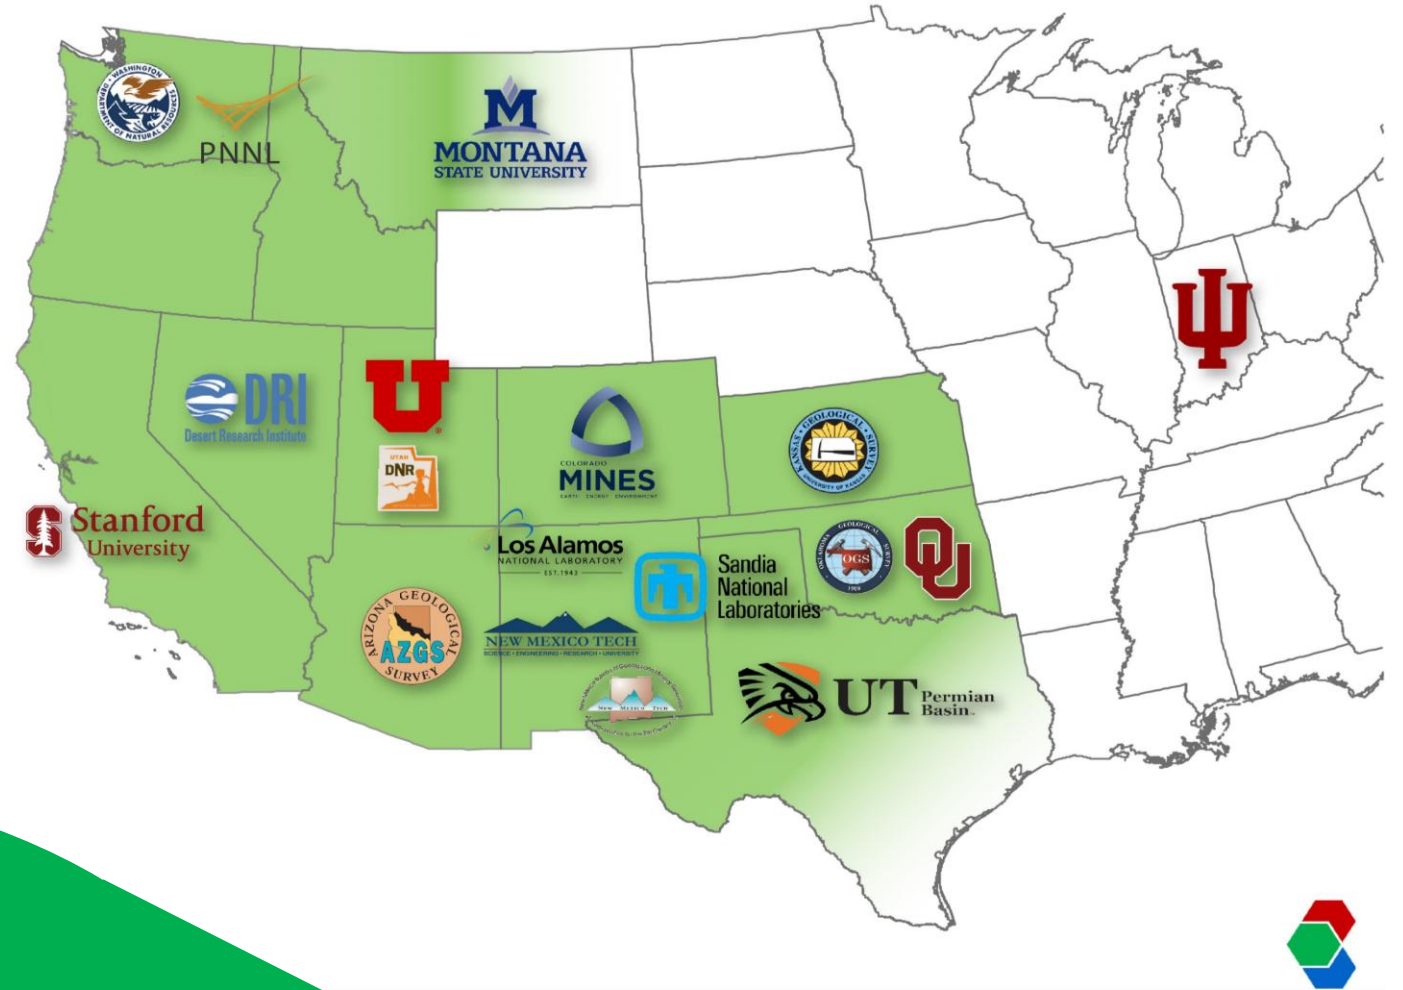 WASHINGTON
DEPARTMENT OF NATURAL RESOURCES
PNNL
M
MONTANA
STATE UNIVERSITY
DRI
Desert Research Institute
U
UTAH
DNR
COLORADO
MINES
EARTH ENERGY ENVIRONMENT
KANSAS GEOLOGICAL SURVEY
UNIVERSITY OF KANSAS
S
Stanford
University
Los Alamos
NATIONAL LABORATORY
EST.1943
Sandia
National
Laboratories
OKLAHOMA GEOLOGICAL SURVEY
OGS
1908
OU
ARIZONA GEOLOGICAL
AZGS
SURVEY
NEW MEXICO TECH
SCIENCE • ENGINEERING • RESEARCH • UNIVERSITY
NEW MEXICO TECH
UT Permian
Basin
IU